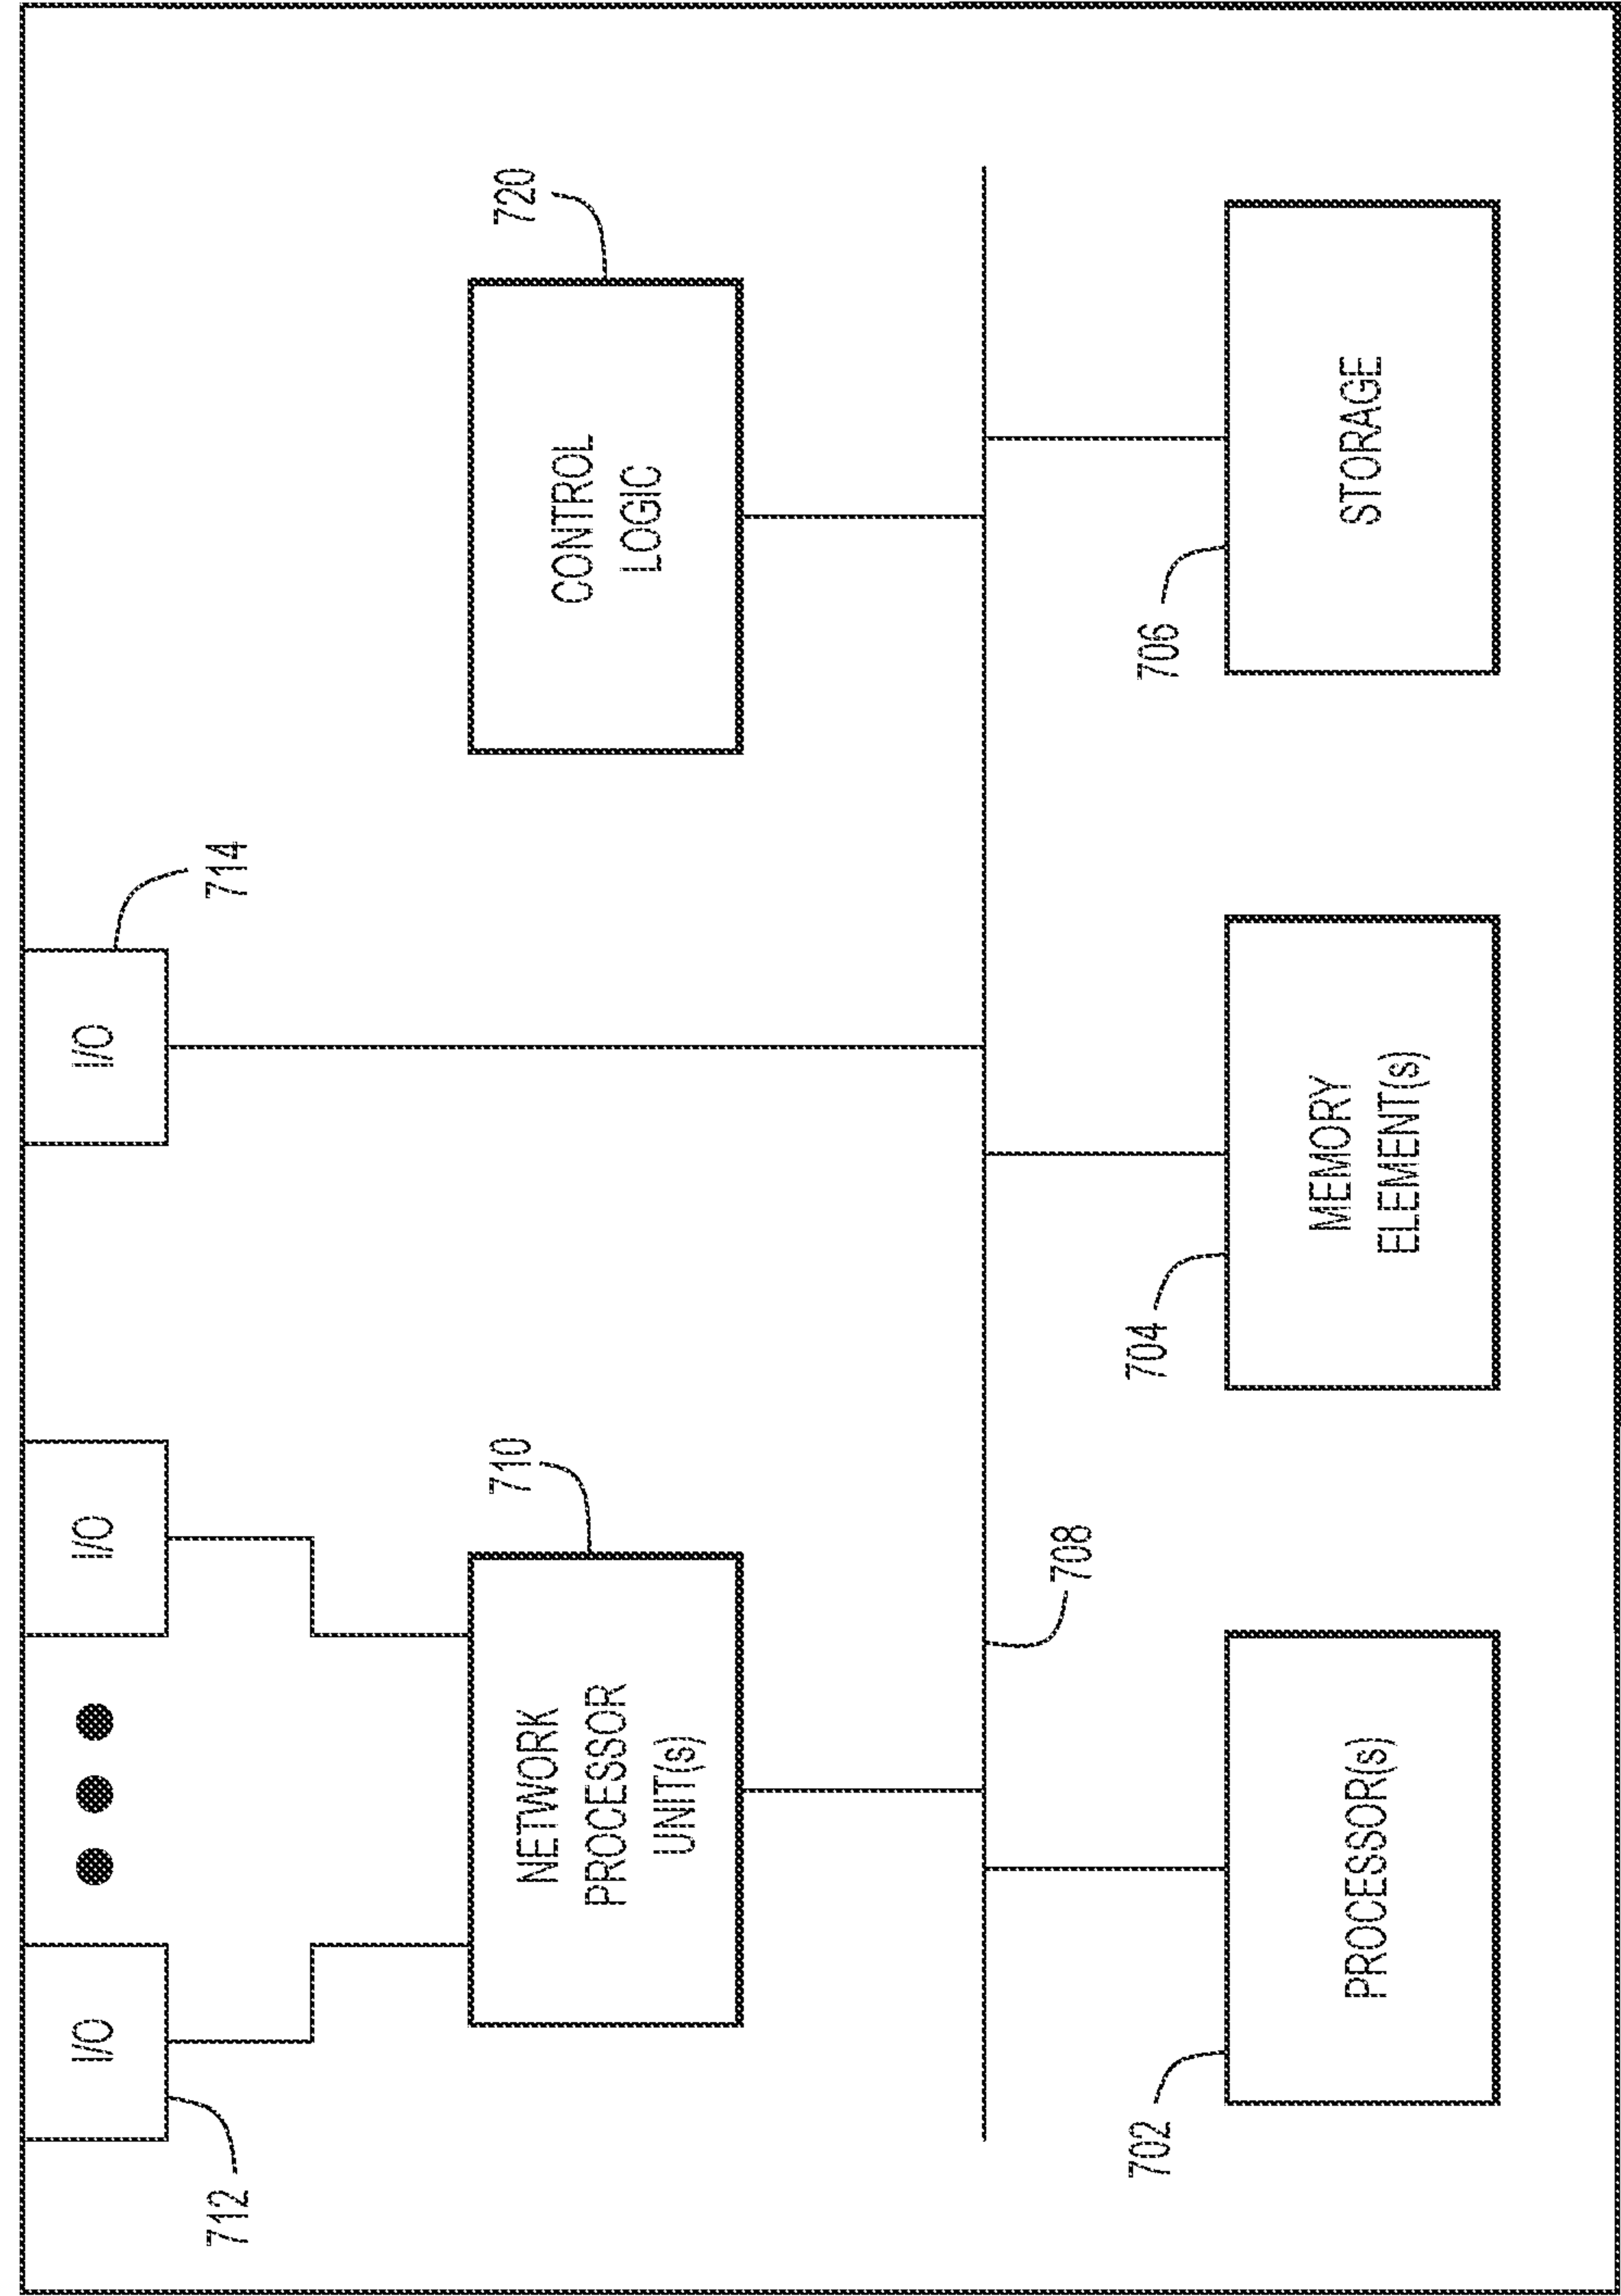 I/O
I/O
I/O
712
714
NETWORK
PROCESSOR
UNIT(s)
710
CONTROL
LOGIC
720
708
702
PROCESSOR(s)
704
MEMORY
ELEMENT(s)
706
STORAGE